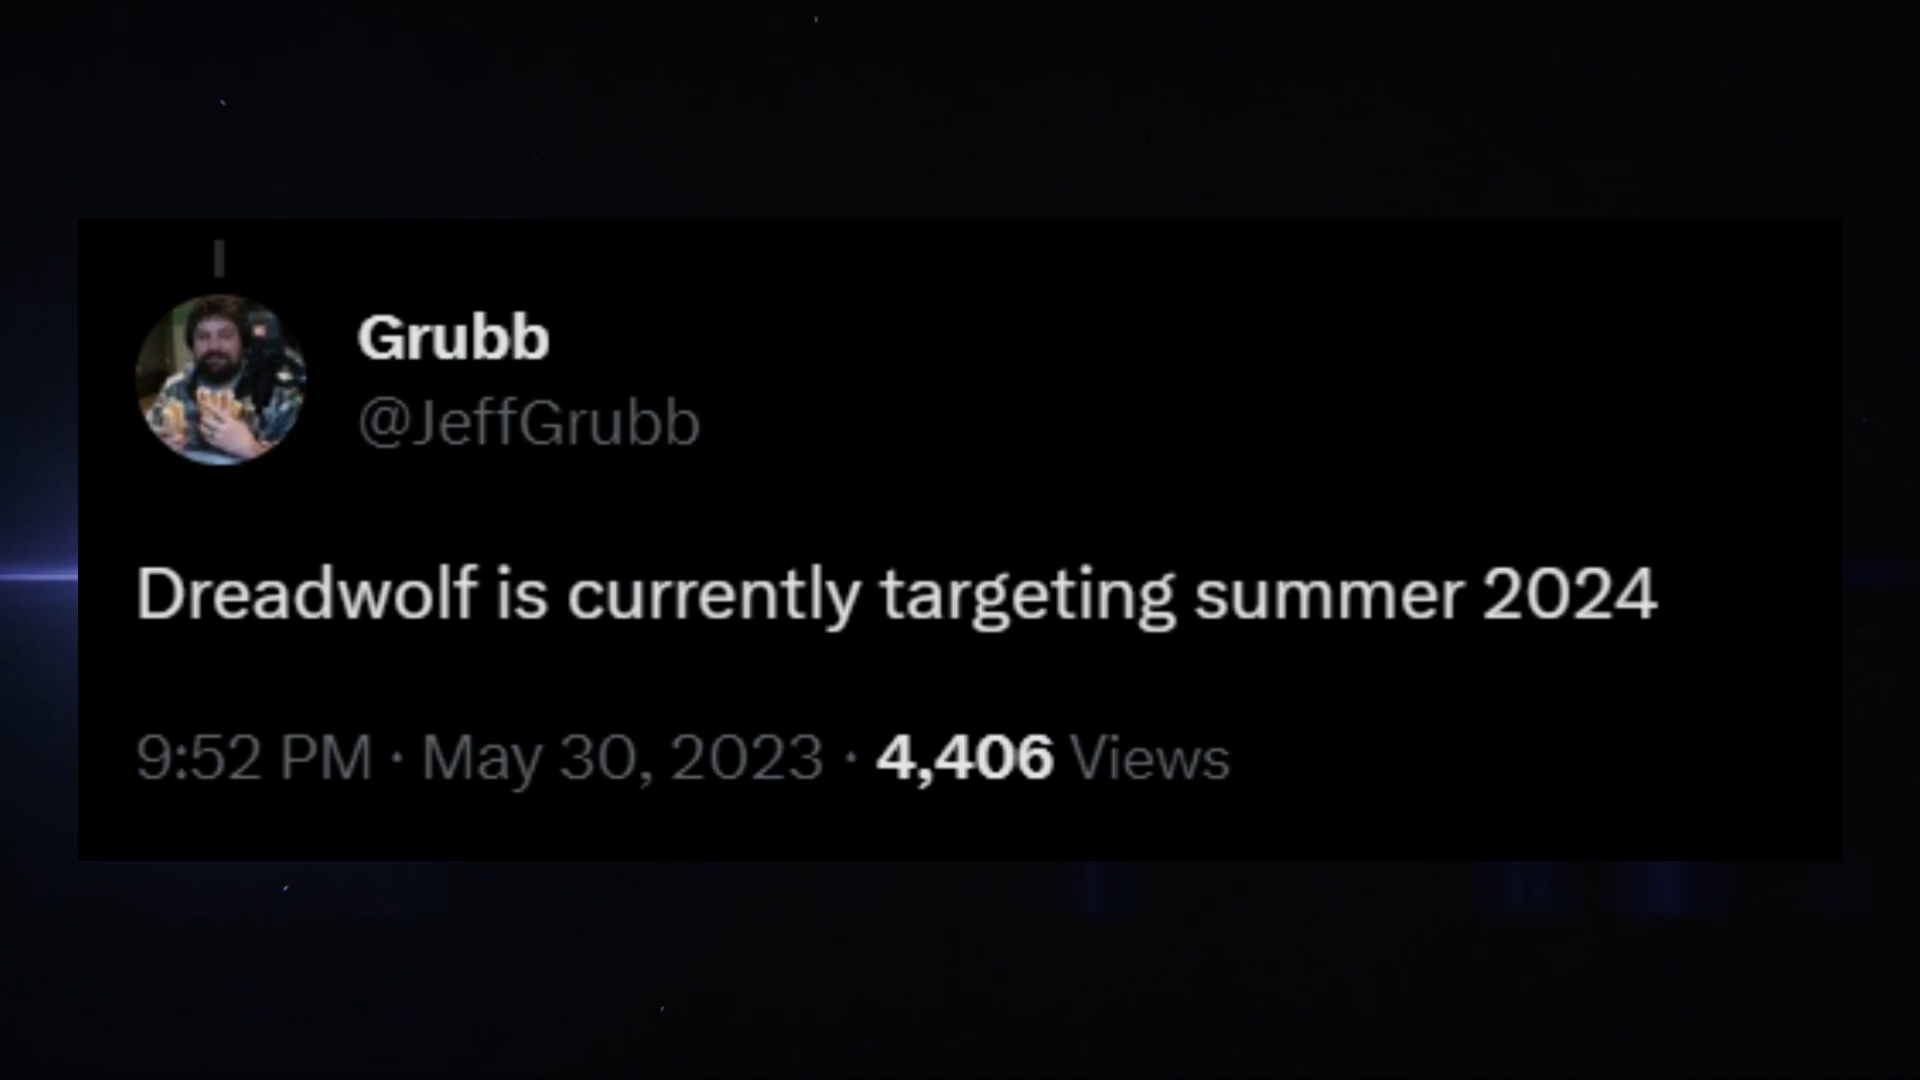 Grubb
@JeffGrubb
Dreadwolf is currently targeting summer 2024
9:52 PM · May 30, 2023 · 4,406 Views